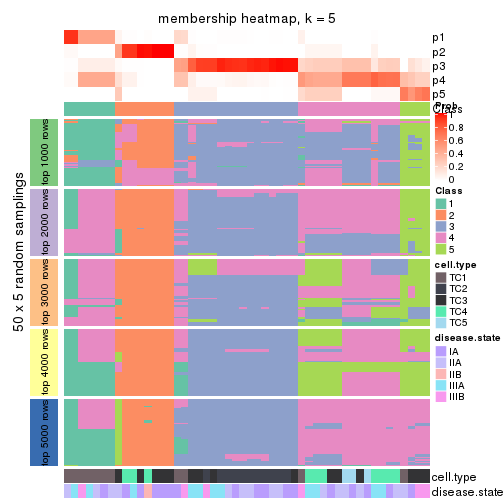 membership heatmap, k = 5
p1
p2
p3
p4
p5
Prob
Class
1
0.8
0.6
0.4
0.2
0
Class
1
2
3
4
5
cell.type
TC1
TC2
TC3
TC4
TC5
disease.state
IA
IIA
IIB
IIIA
IIIB
50 x 5 random samplings
top 1000 rows
top 2000 rows
top 3000 rows
top 4000 rows
top 5000 rows
cell.type
disease.state